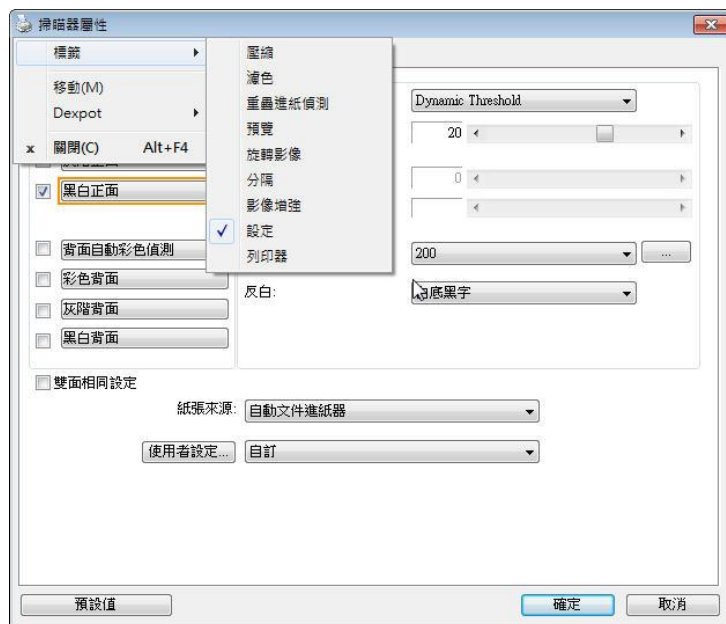 掃瞄器屬性
標籤
移動(M)
Dexpot
x 關閉(C) Alt+F4
壓縮
濾色
重疊進紙偵測
預覽
旋轉影像
分隔
影像增強
設定
列印器
Dynamic Threshold
20
0
黑白正面
背面自動彩色偵測
彩色背面
灰階背面
黑白背面
200
...
反白:
白底黑字
雙面相同設定
紙張來源: 自動文件進紙器
使用者設定... 自訂
預設值
確定
取消